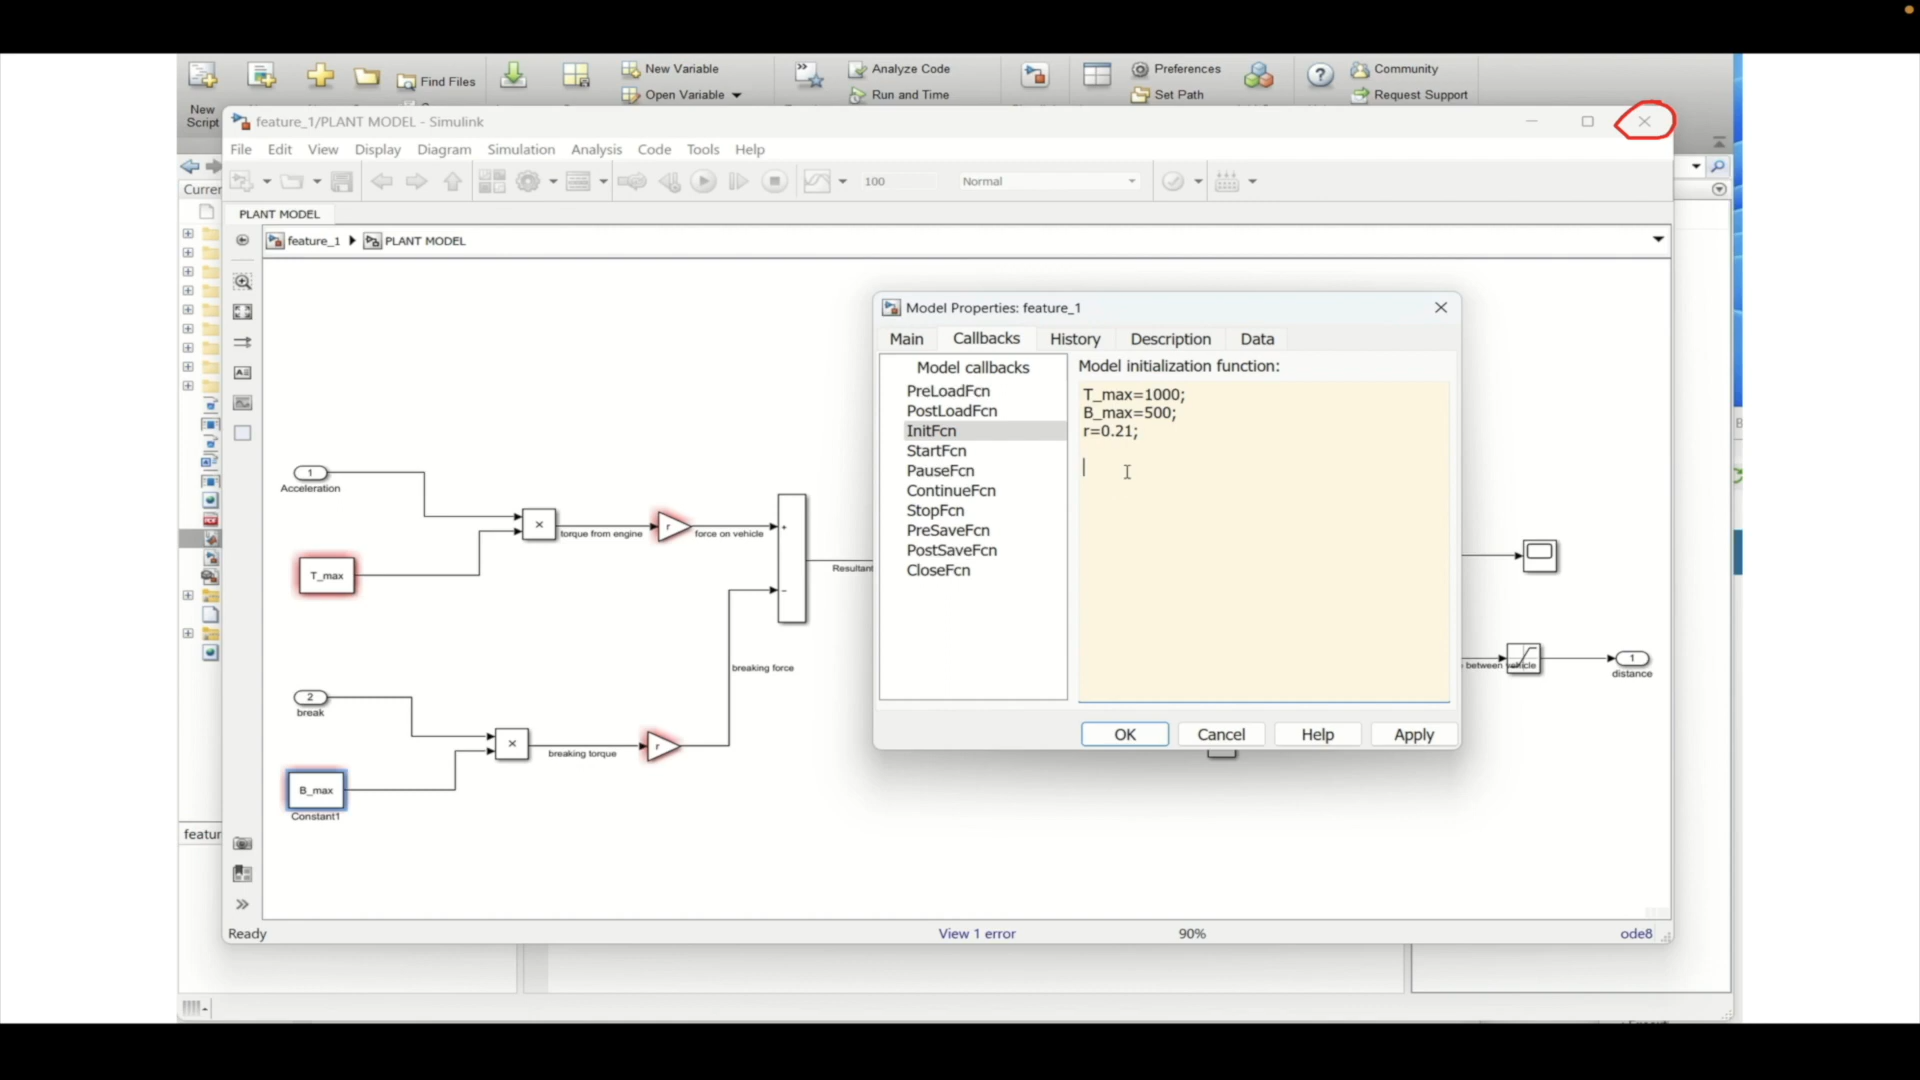 Find Files
New Variable
Open Variable
Analyze Code
Run and Time
Preferences
Set Path
Community
Request Support
New
Script
feature_1/PLANT MODEL - Simulink
File Edit View Display Diagram Simulation Analysis Code Tools Help
100
Normal
Curre
PLANT MODEL
feature_1 PLANT MODEL
Model Properties: feature_1
Main Callbacks History Description Data
Model callbacks
PreLoadFcn
PostLoadFcn
InitFcn
StartFcn
PauseFcn
ContinueFcn
StopFcn
PreSaveFcn
PostSaveFcn
CloseFcn
Model initialization function:
T_max=1000;
B_max=500;
r=0.21;
OK Cancel Help Apply
1
Acceleration
T_max
×
torque from engine
r
force on vehicle
+
−
Resultant
breaking force
2
break
×
breaking torque
r
B_max
Constant1
between vehicle
1
distance
featur
Ready
View 1 error
90%
ode8